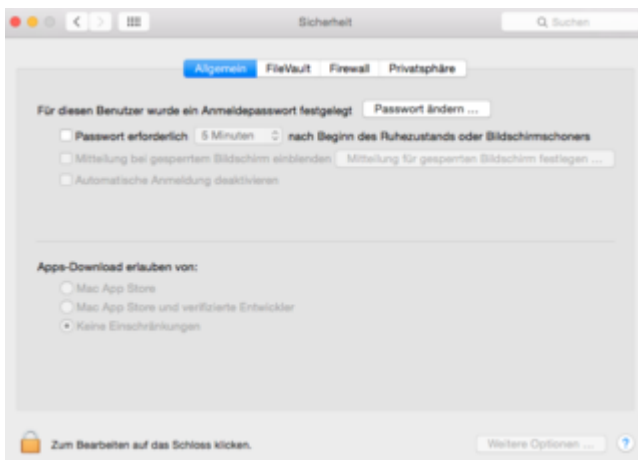 Sicherheit
Suchen
Allgemein FileVault Firewall Privatsphäre
Für diesen Benutzer wurde ein Anmeldepasswort festgelegt Passwort ändern ...
Passwort erforderlich 5 Minuten nach Beginn des Ruhezustands oder Bildschirmschoners
Mitteilung bei gesperrtem Bildschirm einblenden Mitteilung für gesperrten Bildschirm festlegen ...
Automatische Anmeldung deaktivieren
Apps-Download erlauben von:
Mac App Store
Mac App Store und verifizierte Entwickler
Keine Einschränkungen
Zum Bearbeiten auf das Schloss klicken.
Weitere Optionen ... ?